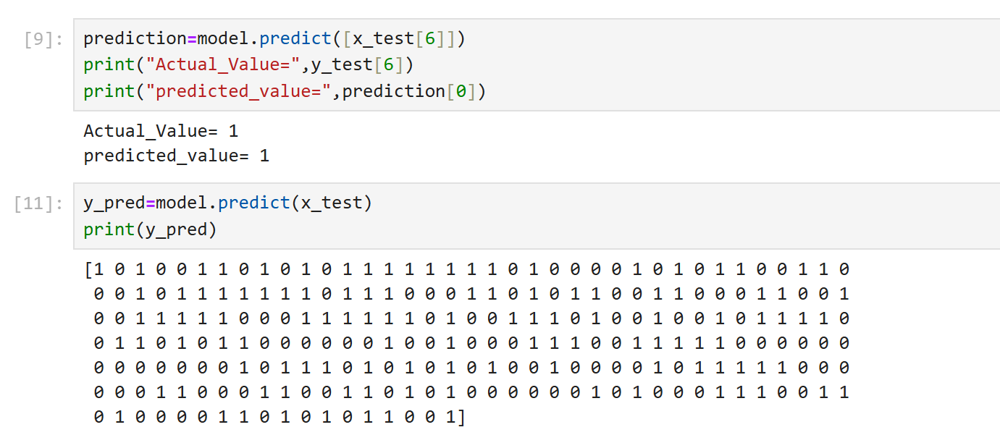 [9]:
prediction=model.predict([x_test[6]])
print("Actual_Value=",y_test[6])
print("predicted_value=",prediction[0])
Actual_Value= 1
predicted_value= 1
[11]:
y_pred=model.predict(x_test)
print(y_pred)
[1 0 1 0 0 1 1 0 1 0 1 0 1 1 1 1 1 1 1 1 0 1 0 0 0 0 1 0 1 0 1 1 0 0 1 1 0
0 0 1 0 1 1 1 1 1 1 1 0 1 1 1 0 0 0 1 1 0 1 0 1 1 0 0 1 1 0 0 0 1 1 0 0 1
0 0 1 1 1 1 1 0 0 0 1 1 1 1 1 1 0 1 0 0 1 1 1 0 1 0 0 1 0 0 1 0 1 1 1 1 0
0 1 1 0 1 0 1 1 0 0 0 0 0 0 1 0 0 1 0 0 0 1 1 1 0 0 1 1 1 1 1 0 0 0 0 0 0
0 0 0 0 0 0 0 1 0 1 1 1 0 1 0 1 0 1 0 1 0 0 1 0 0 0 0 1 0 1 1 1 1 1 0 0 0
0 0 0 1 1 0 0 0 1 1 0 0 1 1 0 1 0 1 0 0 0 0 0 0 1 0 1 0 0 0 1 1 1 0 0 1 1
0 1 0 0 0 0 1 1 0 1 0 1 0 1 1 0 0 1]